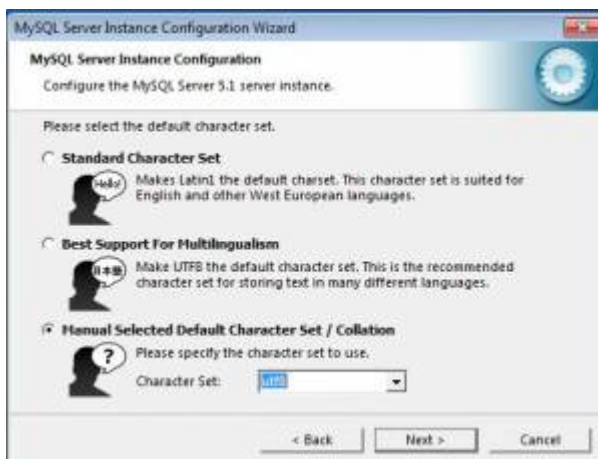 MySQL Server Instance Configuration Wizard
MySQL Server Instance Configuration
Configure the MySQL Server 5.1 server instance.
Please select the default character set.
Standard Character Set
Hello!
Makes Latin1 the default charset. This character set is suited for
English and other West European languages.
Best Support For Multilingualism
日本語
Make UTF8 the default character set. This is the recommended
character set for storing text in many different languages.
Manual Selected Default Character Set / Collation
?
Please specify the character set to use.
Character Set:
utf8
< Back
Next >
Cancel